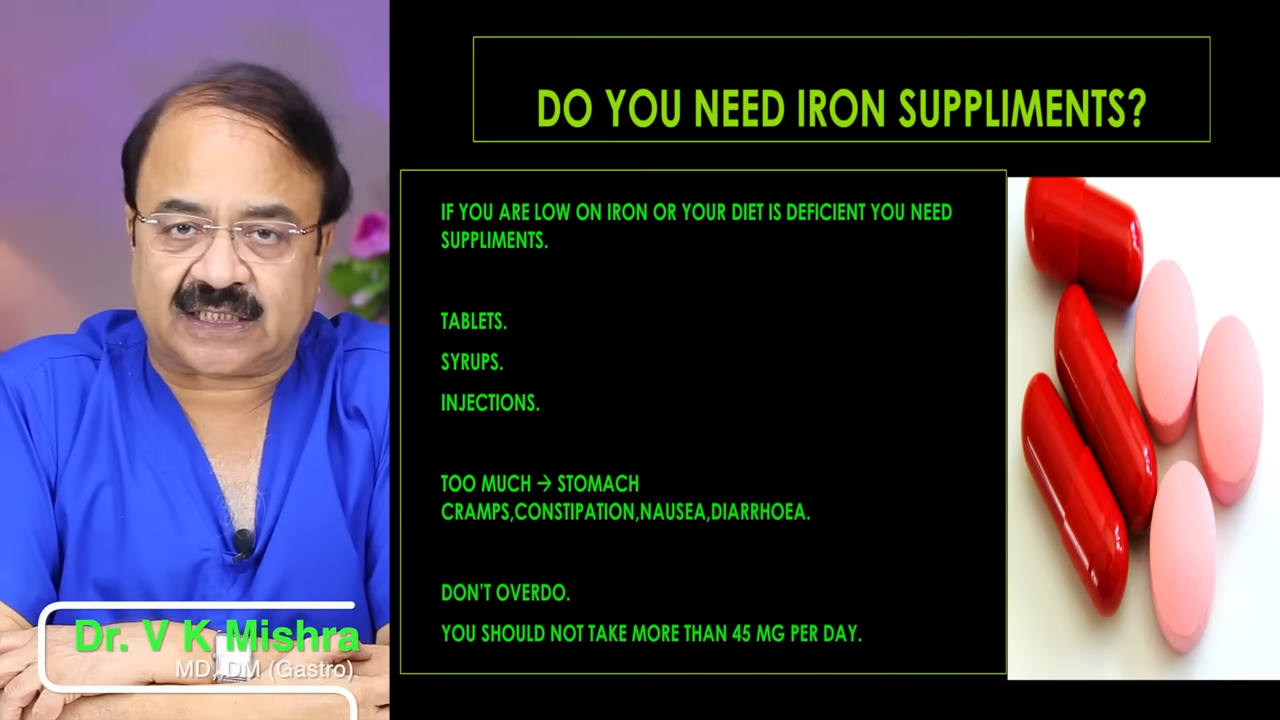 DO YOU NEED IRON SUPPLIMENTS?
IF YOU ARE LOW ON IRON OR YOUR DIET IS DEFICIENT YOU NEED
SUPPLIMENTS.
TABLETS.
SYRUPS.
INJECTIONS.
TOO MUCH → STOMACH
CRAMPS,CONSTIPATION,NAUSEA,DIARRHOEA.
DON'T OVERDO.
YOU SHOULD NOT TAKE MORE THAN 45 MG PER DAY.
Dr. V K Mishra
MD, DM (Gastro)